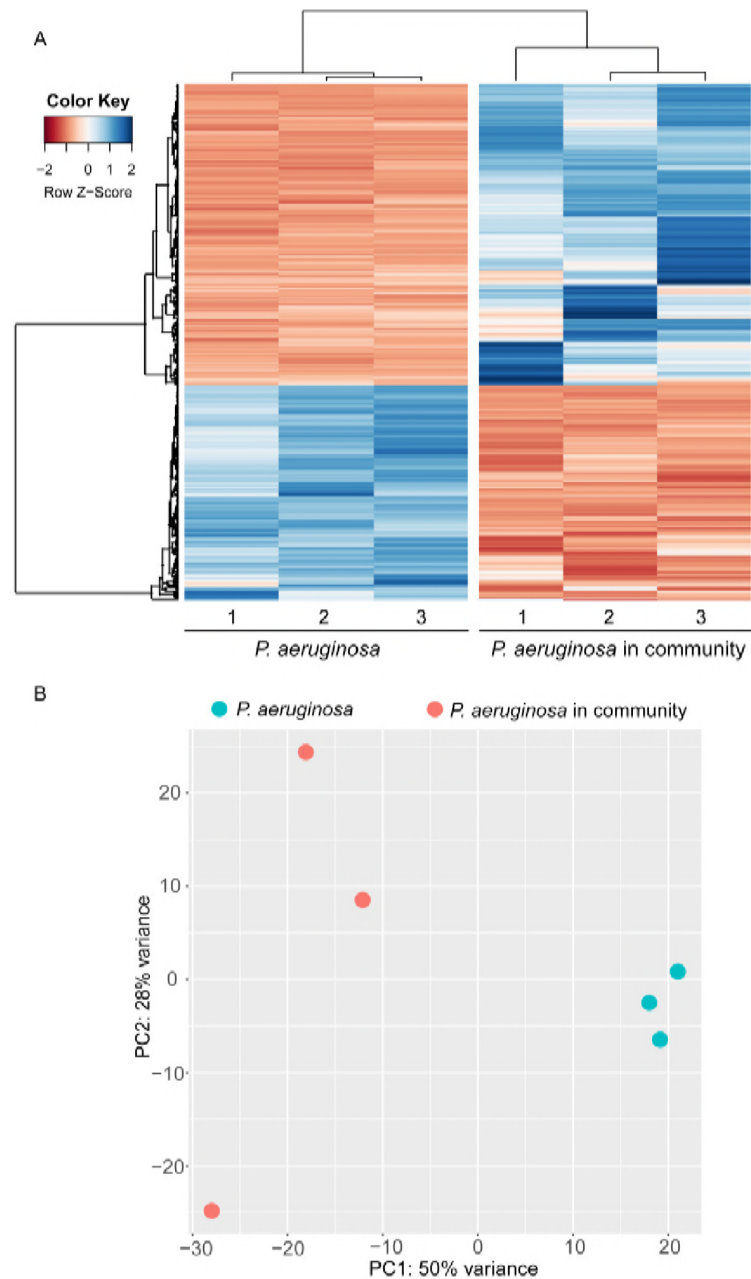 A
Color Key
−2 0 1 2
Row Z-Score
1 2 3 1 2 3
P. aeruginosa P. aeruginosa in community
B
P. aeruginosa P. aeruginosa in community
20
10
0
−10
−20
PC2: 28% variance
−30 −20 −10 0 10 20
PC1: 50% variance